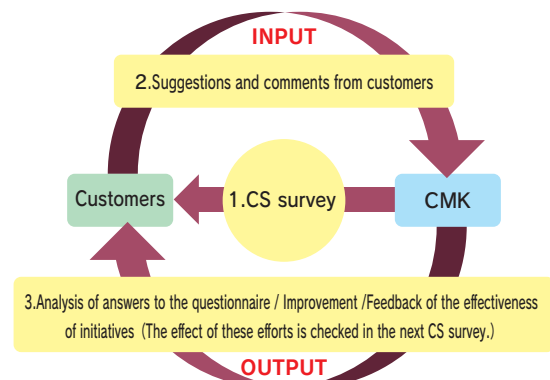 INPUT
2.Suggestions and comments from customers
Customers
1.CS survey
CMK
3.Analysis of answers to the questionnaire / Improvement /Feedback of the effectiveness
of initiatives (The effect of these efforts is checked in the next CS survey.)
OUTPUT